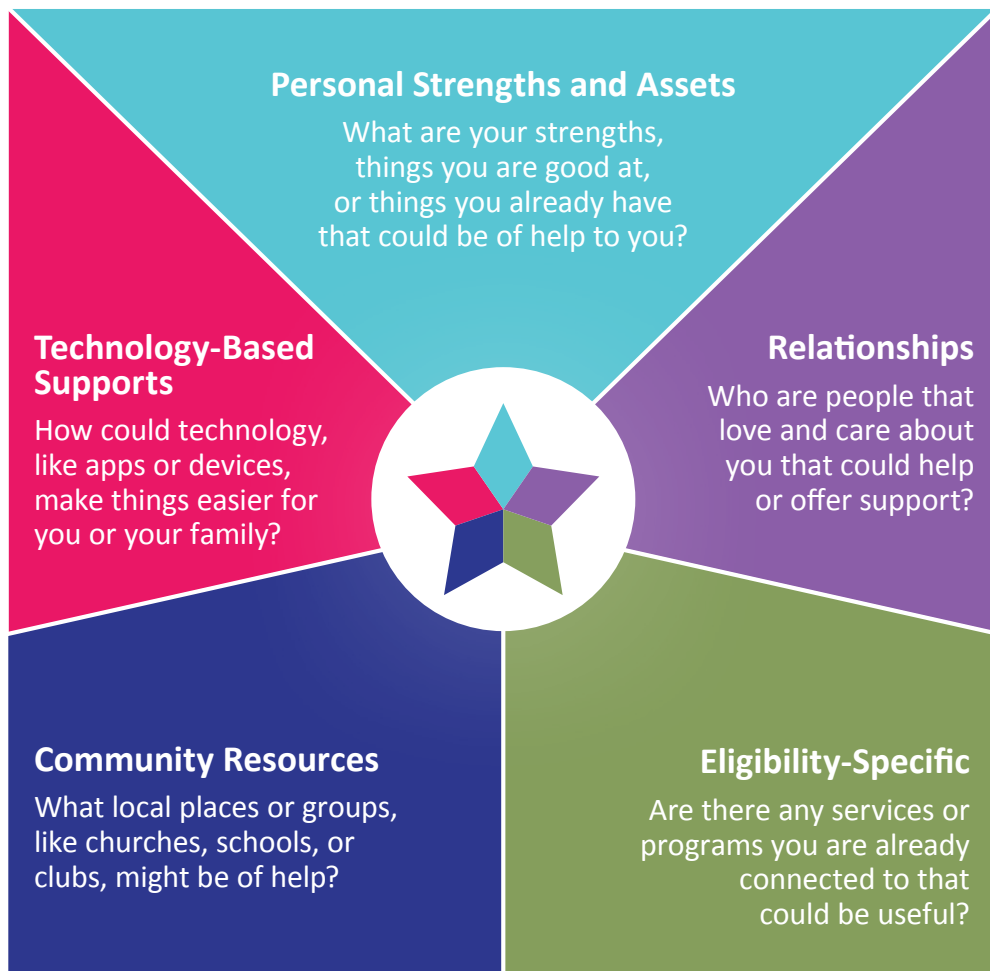 Personal Strengths and Assets
What are your strengths,
things you are good at,
or things you already have
that could be of help to you?
Technology-Based
Supports
How could technology,
like apps or devices,
make things easier for
you or your family?
Relationships
Who are people that
love and care about
you that could help
or offer support?
Community Resources
What local places or groups,
like churches, schools, or
clubs, might be of help?
Eligibility-Specific
Are there any services or
programs you are already
connected to that
could be useful?